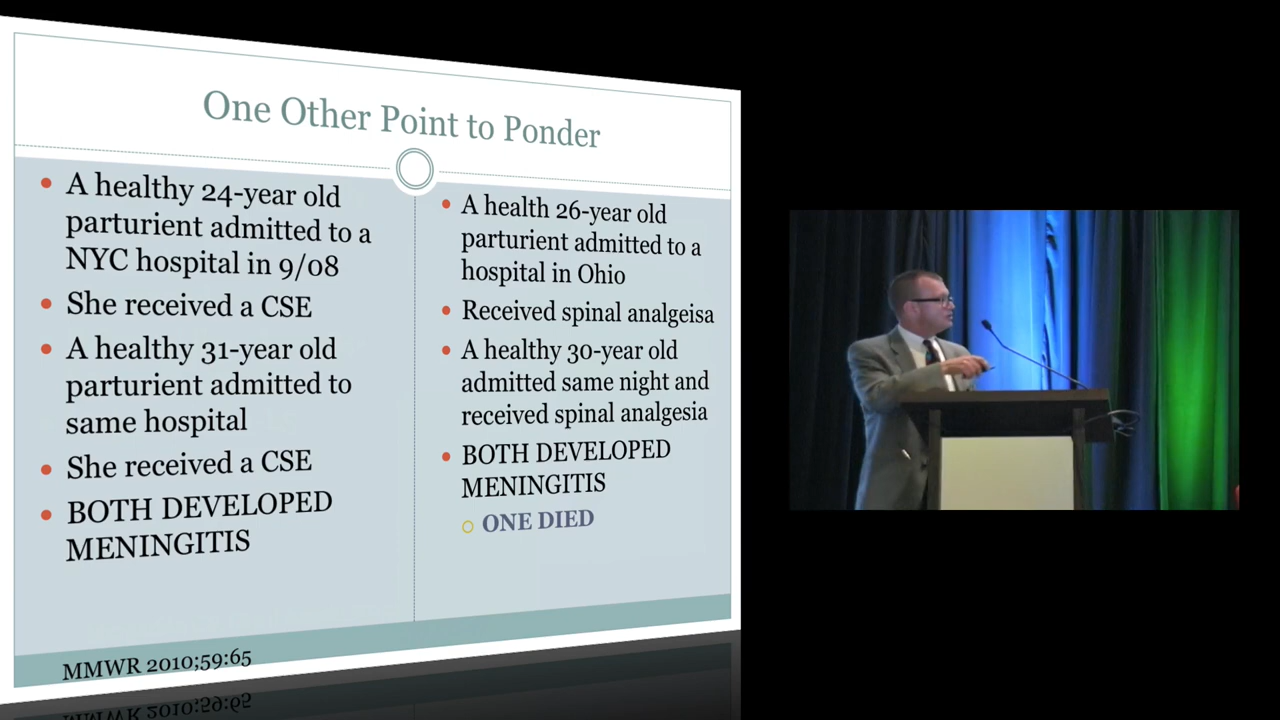 One Other Point to Ponder
A healthy 24-year old
parturient admitted to a
NYC hospital in 9/08
She received a CSE
A healthy 31-year old
parturient admitted to
same hospital
She received a CSE
BOTH DEVELOPED
MENINGITIS
A health 26-year old
parturient admitted to a
hospital in Ohio
Received spinal analgeisa
A healthy 30-year old
admitted same night and
received spinal analgesia
BOTH DEVELOPED
MENINGITIS
ONE DIED
MMWR 2010;59:65